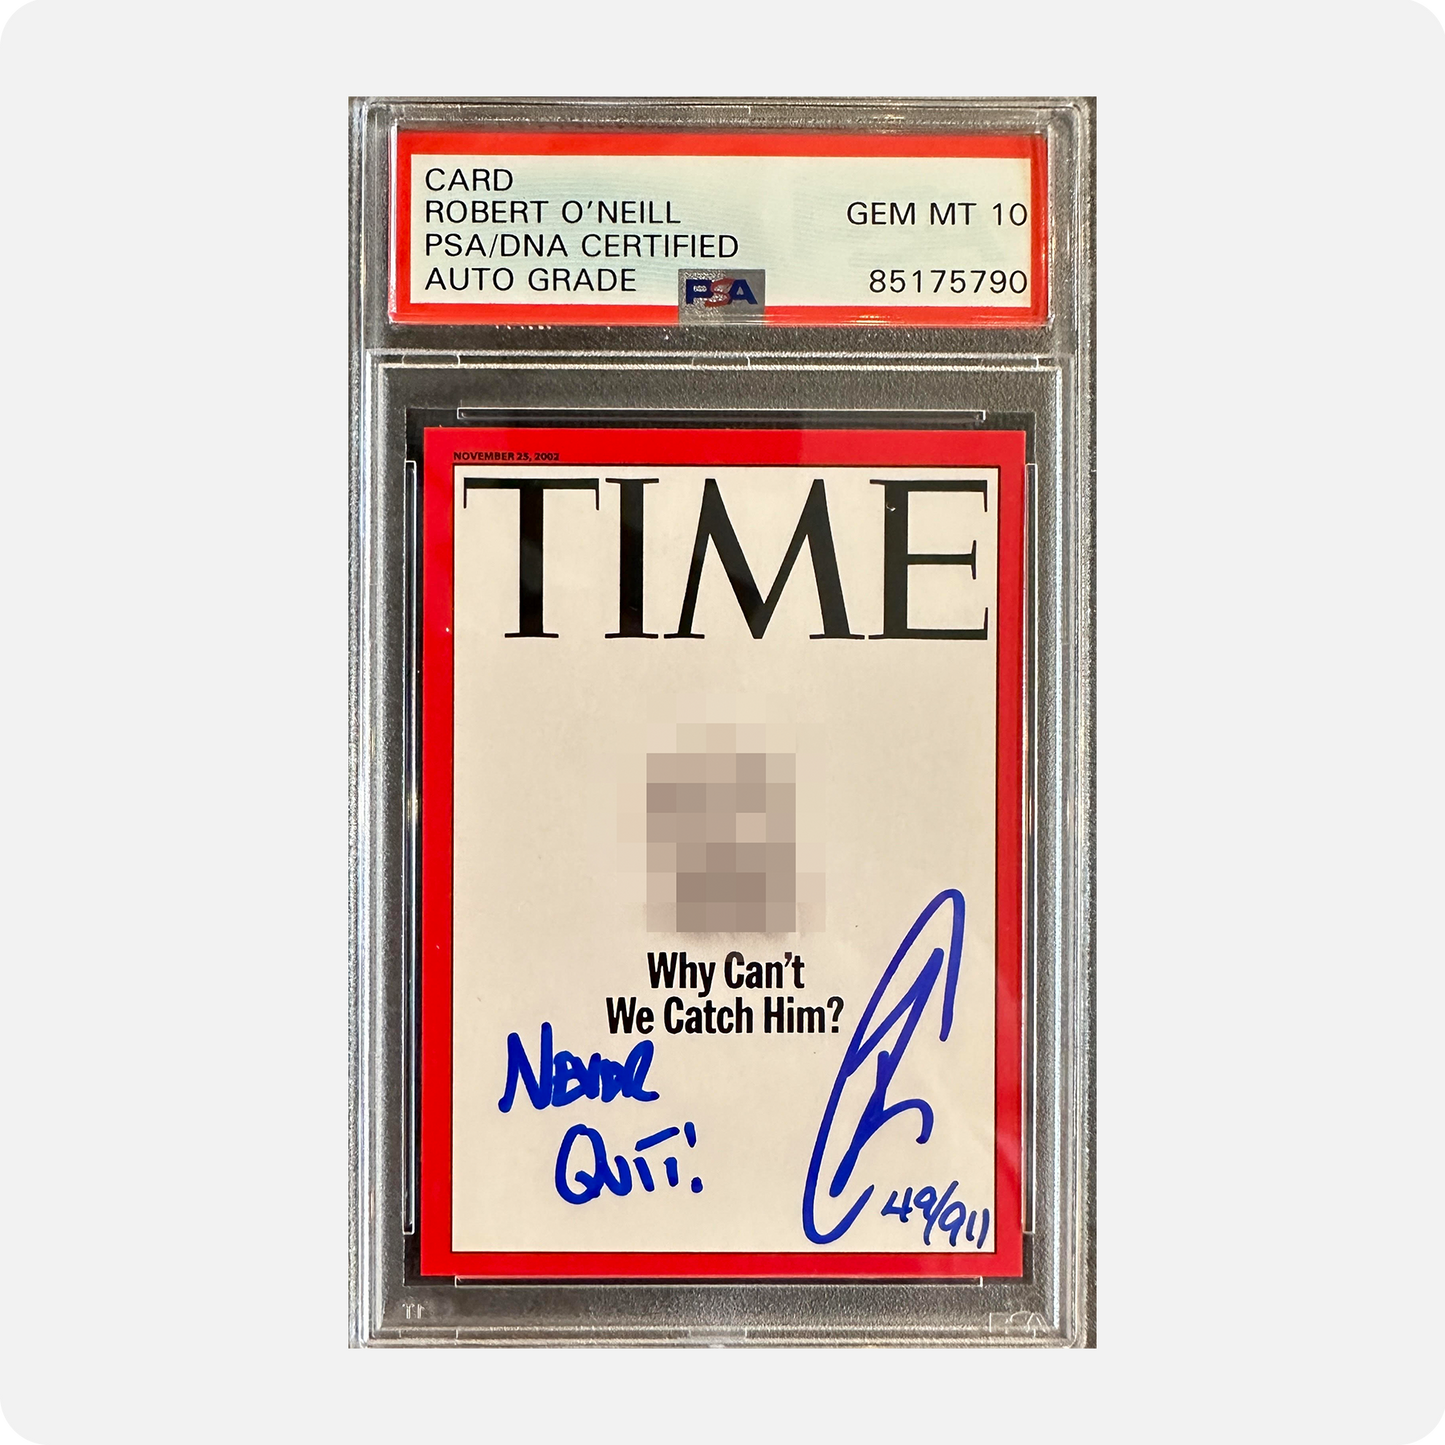 CARD
ROBERT O'NEILL GEM MT 10
PSA/DNA CERTIFIED
AUTO GRADE PSA 85175790
NOVEMBER 25, 2002
TIME
Why Can't
We Catch Him?
NEVER
QUIT!
49/911
PSA